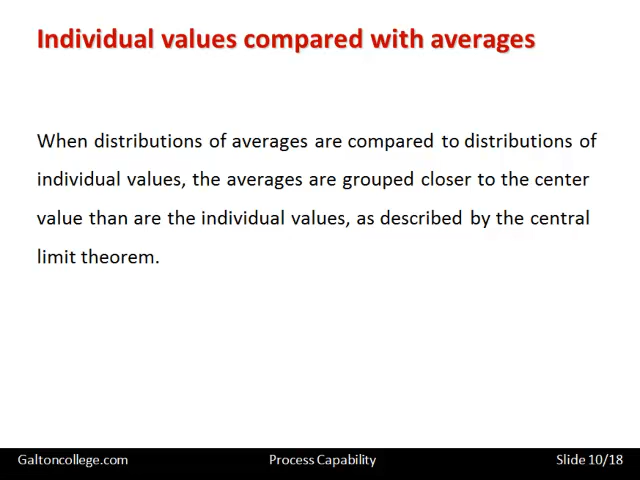 Individual values compared with averages
When distributions of averages are compared to distributions of
individual values, the averages are grouped closer to the center
value than are the individual values, as described by the central
limit theorem.
Galtoncollege.com
Process Capability
Slide 10/18